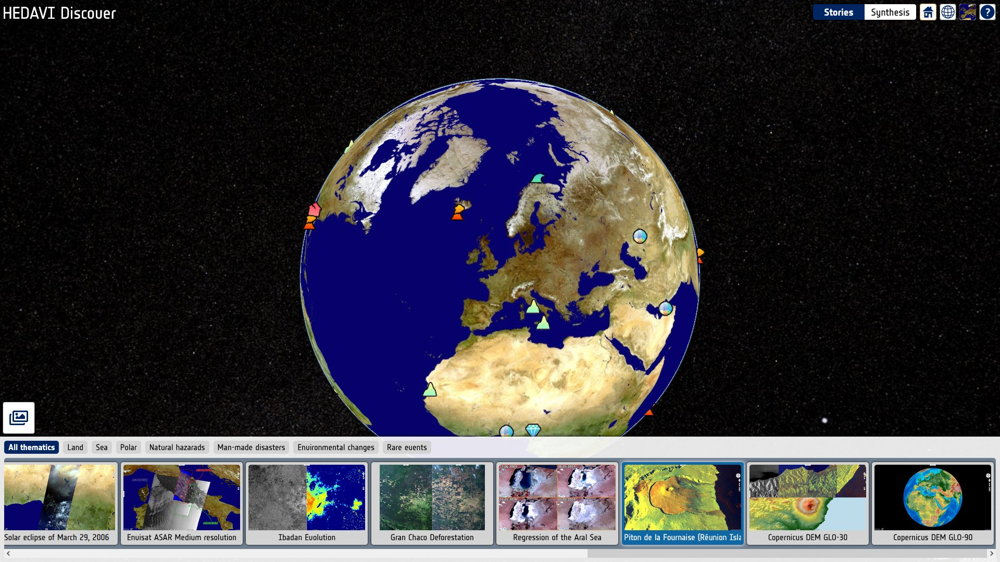 HEDAVI Discover
Stories
Synthesis
?
All thematics
Land
Sea
Polar
Natural hazarads
Man-made disasters
Environmental changes
Rare events
17.06.2003
06.05.2017
03.05.2018
01.05.2023
Solar eclipse of March 29, 2006
Envisat ASAR Medium resolution
Ibadan Evolution
Gran Chaco Deforestation
Regression of the Aral Sea
Piton de la Fournaise (Réunion Isla
Copernicus DEM GLO-30
Copernicus DEM GLO-90
Data attribution